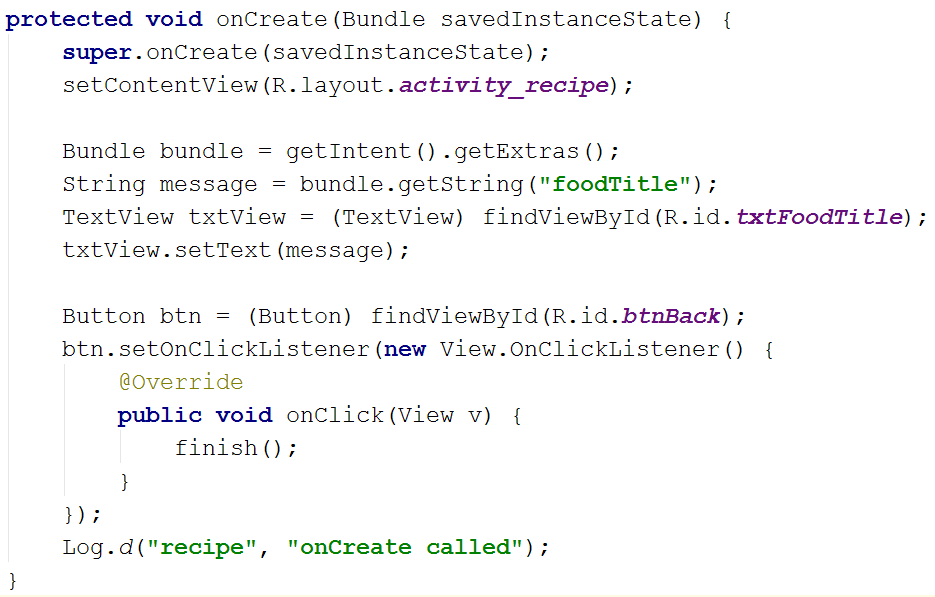 protected void onCreate(Bundle savedInstanceState) {
    super.onCreate(savedInstanceState);
    setContentView(R.layout.activity_recipe);

    Bundle bundle = getIntent().getExtras();
    String message = bundle.getString("foodTitle");
    TextView txtView = (TextView) findViewById(R.id.txtFoodTitle);
    txtView.setText(message);

    Button btn = (Button) findViewById(R.id.btnBack);
    btn.setOnClickListener(new View.OnClickListener() {
        @Override
        public void onClick(View v) {
            finish();
        }
    });
    Log.d("recipe", "onCreate called");
}